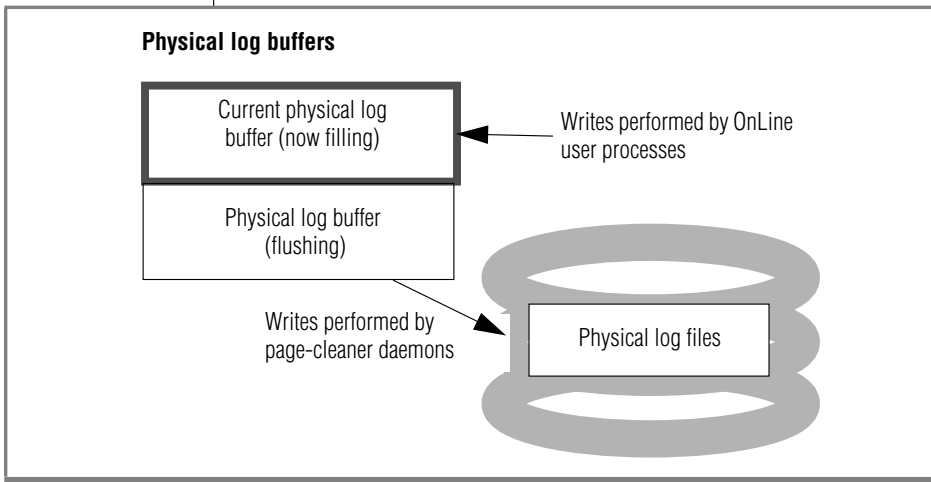 Physical log buffers
Current physical log
buffer (now filling)
Writes performed by OnLine
user processes
Physical log buffer
(flushing)
Writes performed by
page-cleaner daemons
Physical log files